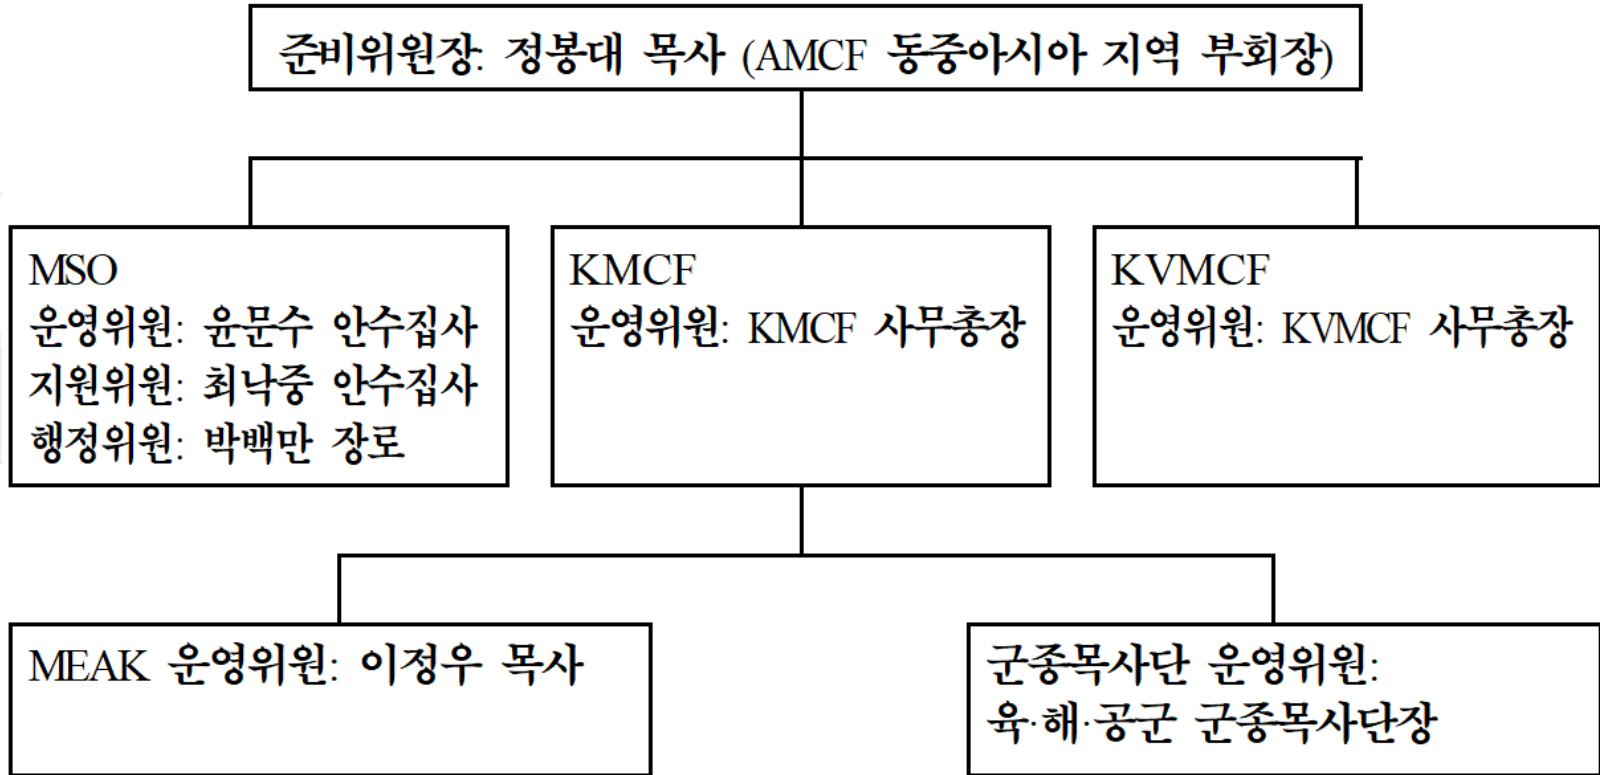 준비위원장: 정봉대 목사 (AMCF 동중아시아 지역 부회장)
MSO
운영위원: 윤문수 안수집사
지원위원: 최낙중 안수집사
행정위원: 박백만 장로
KMCF
운영위원: KMCF 사무총장
KVMCF
운영위원: KVMCF 사무총장
MEAK 운영위원: 이정우 목사
군종목사단 운영위원:
육·해·공군 군종목사단장